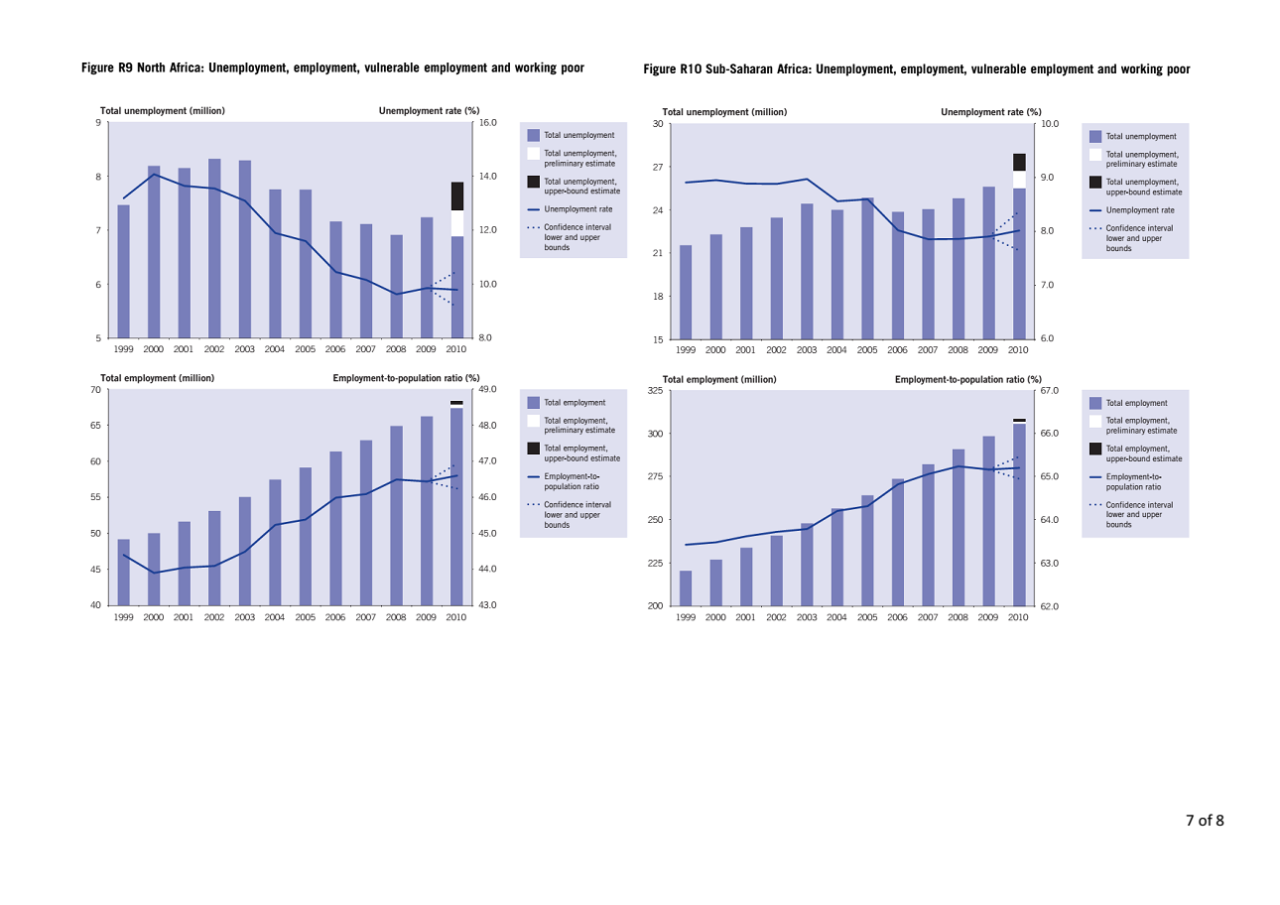 Figure R9 North Africa: Unemployment, employment, vulnerable employment and working poor
Total unemployment (million)
Unemployment rate (%)
9
8
7
6
5
16.0
14.0
12.0
10.0
8.0
1999 2000 2001 2002 2003 2004 2005 2006 2007 2008 2009 2010
Total unemployment
Total unemployment,
preliminary estimate
Total unemployment,
upper-bound estimate
Unemployment rate
Confidence interval
lower and upper
bounds
Total employment (million)
Employment-to-population ratio (%)
70
65
60
55
50
45
40
49.0
48.0
47.0
46.0
45.0
44.0
43.0
1999 2000 2001 2002 2003 2004 2005 2006 2007 2008 2009 2010
Total employment
Total employment,
preliminary estimate
Total employment,
upper-bound estimate
Employment-to-
population ratio
Confidence interval
lower and upper
bounds
Figure R10 Sub-Saharan Africa: Unemployment, employment, vulnerable employment and working poor
Total unemployment (million)
Unemployment rate (%)
30
27
24
21
18
15
10.0
9.0
8.0
7.0
6.0
1999 2000 2001 2002 2003 2004 2005 2006 2007 2008 2009 2010
Total unemployment
Total unemployment,
preliminary estimate
Total unemployment,
upper-bound estimate
Unemployment rate
Confidence interval
lower and upper
bounds
Total employment (million)
Employment-to-population ratio (%)
325
300
275
250
225
200
67.0
66.0
65.0
64.0
63.0
62.0
1999 2000 2001 2002 2003 2004 2005 2006 2007 2008 2009 2010
Total employment
Total employment,
preliminary estimate
Total employment,
upper-bound estimate
Employment-to-
population ratio
Confidence interval
lower and upper
bounds
7 of 8